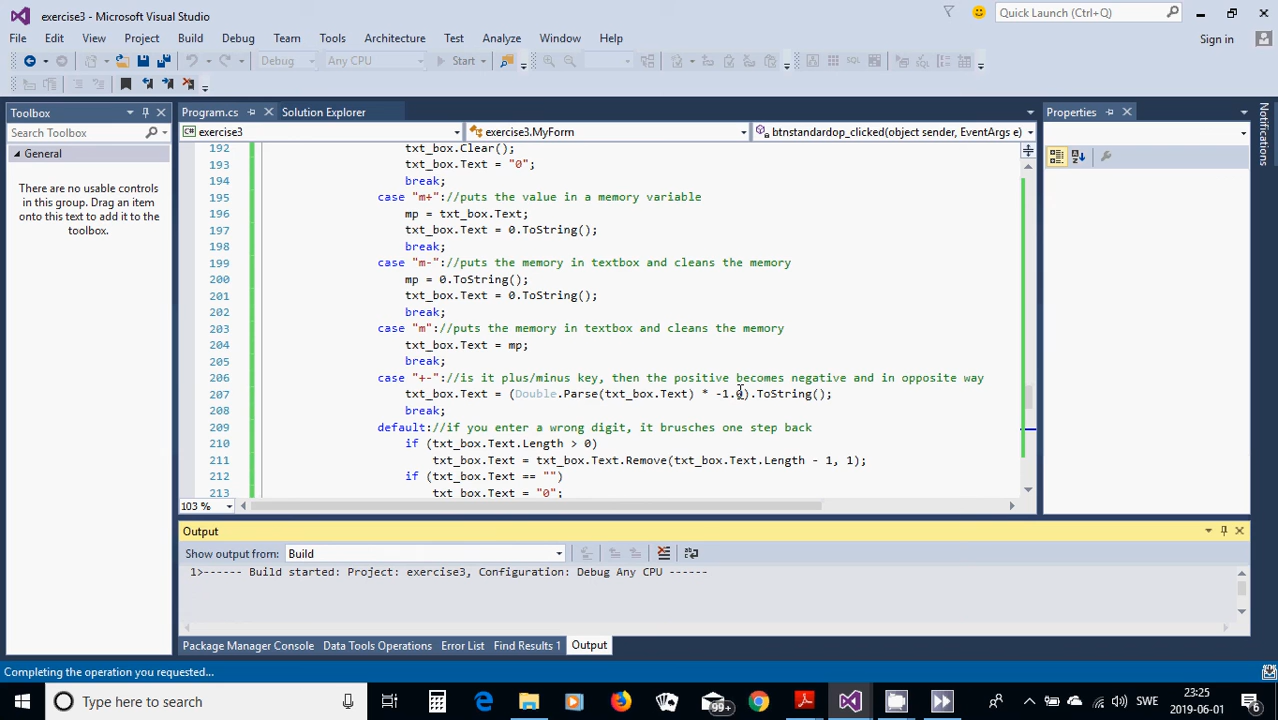 exercise3 - Microsoft Visual Studio
Quick Launch (Ctrl+Q)
File Edit View Project Build Debug Team Tools Architecture Test Analyze Window Help
Sign in
Debug Any CPU Start
Toolbox
Search Toolbox
General
There are no usable controls
in this group. Drag an item
onto this text to add it to the
toolbox.
Program.cs Solution Explorer
exercise3 exercise3.MyForm btnstandardop_clicked(object sender, EventArgs e)
192 txt_box.Clear();
193 txt_box.Text = "0";
194 break;
195 case "m+"://puts the value in a memory variable
196 mp = txt_box.Text;
197 txt_box.Text = 0.ToString();
198 break;
199 case "m-"://puts the memory in textbox and cleans the memory
200 mp = 0.ToString();
201 txt_box.Text = 0.ToString();
202 break;
203 case "m"://puts the memory in textbox and cleans the memory
204 txt_box.Text = mp;
205 break;
206 case "+-"://is it plus/minus key, then the positive becomes negative and in opposite way
207 txt_box.Text = (Double.Parse(txt_box.Text) * -1.0).ToString();
208 break;
209 default://if you enter a wrong digit, it brusches one step back
210 if (txt_box.Text.Length > 0)
211 txt_box.Text = txt_box.Text.Remove(txt_box.Text.Length - 1, 1);
212 if (txt_box.Text == "")
213 txt_box.Text = "0";
103 %
Properties
Notifications
Output
Show output from: Build
1>------ Build started: Project: exercise3, Configuration: Debug Any CPU ------
Package Manager Console Data Tools Operations Error List Find Results 1 Output
Completing the operation you requested...
Type here to search
99+
SWE
23:25
2019-06-01
6